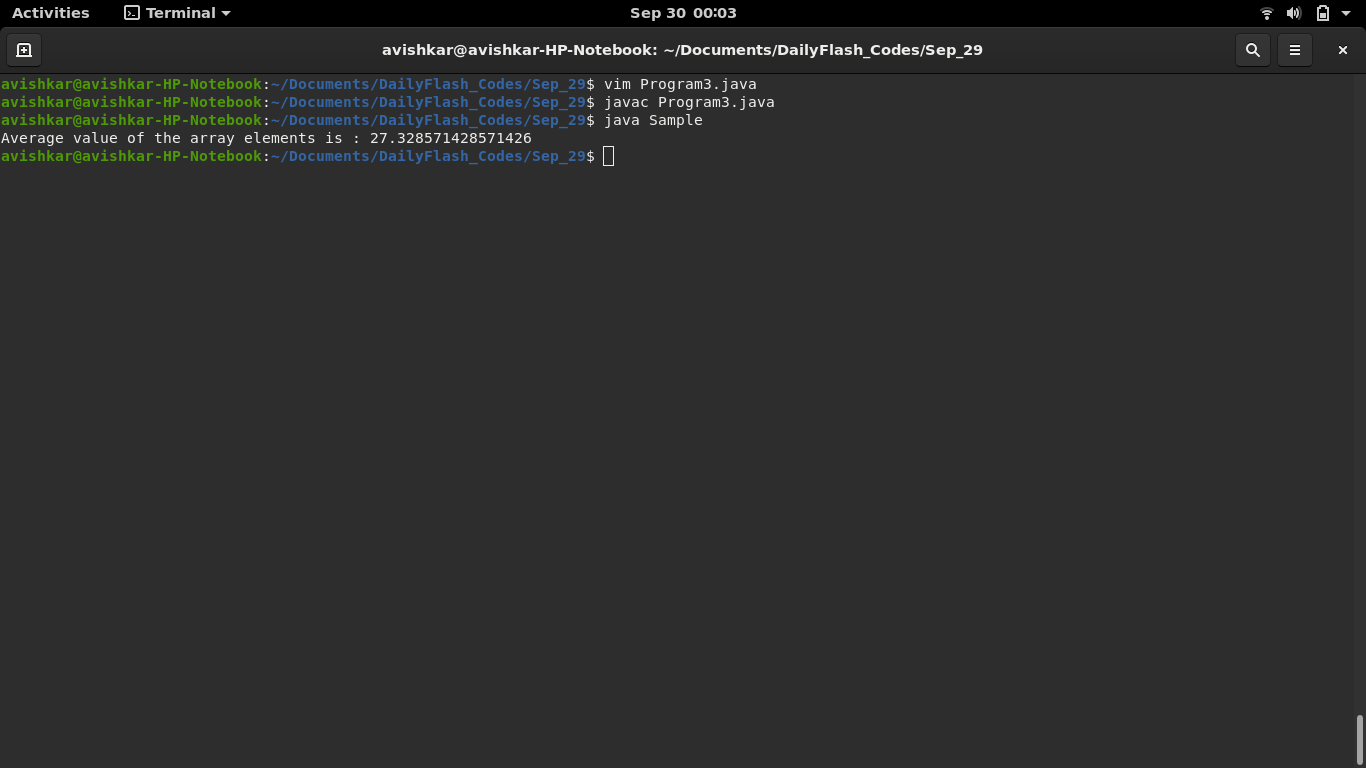 Activities Terminal Sep 30 00:03
avishkar@avishkar-HP-Notebook: ~/Documents/DailyFlash_Codes/Sep_29
avishkar@avishkar-HP-Notebook:~/Documents/DailyFlash_Codes/Sep_29$ vim Program3.java
avishkar@avishkar-HP-Notebook:~/Documents/DailyFlash_Codes/Sep_29$ javac Program3.java
avishkar@avishkar-HP-Notebook:~/Documents/DailyFlash_Codes/Sep_29$ java Sample
Average value of the array elements is : 27.328571428571426
avishkar@avishkar-HP-Notebook:~/Documents/DailyFlash_Codes/Sep_29$